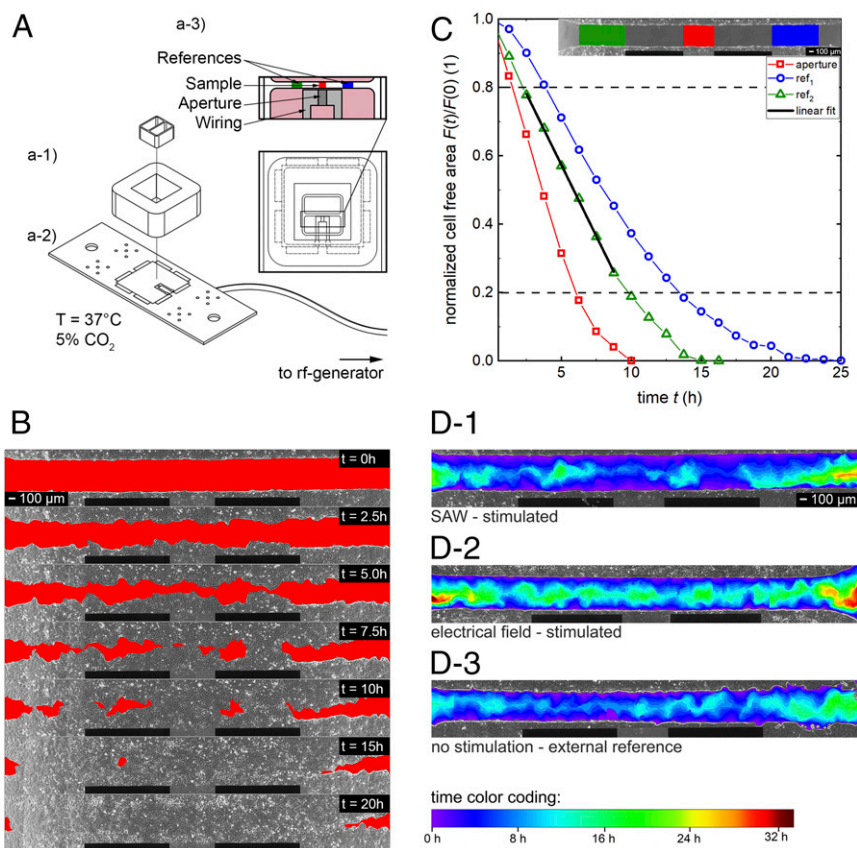 A
a-3)
References
Sample
Aperture
Wiring
a-1)
a-2)
T = 37°C
5% CO₂
to rf-generator
C
normalized cell free area F(t)/F(0) (1)
1.0
0.8
0.6
0.4
0.2
0.0
5
10
15
20
25
time t (h)
100 µm
aperture
ref₁
ref₂
linear fit
B
t = 0h
100 µm
t = 2.5h
t = 5.0h
t = 7.5h
t = 10h
t = 15h
t = 20h
D-1
100 µm
SAW - stimulated
D-2
electrical field - stimulated
D-3
no stimulation - external reference
time color coding:
0 h
8 h
16 h
24 h
32 h